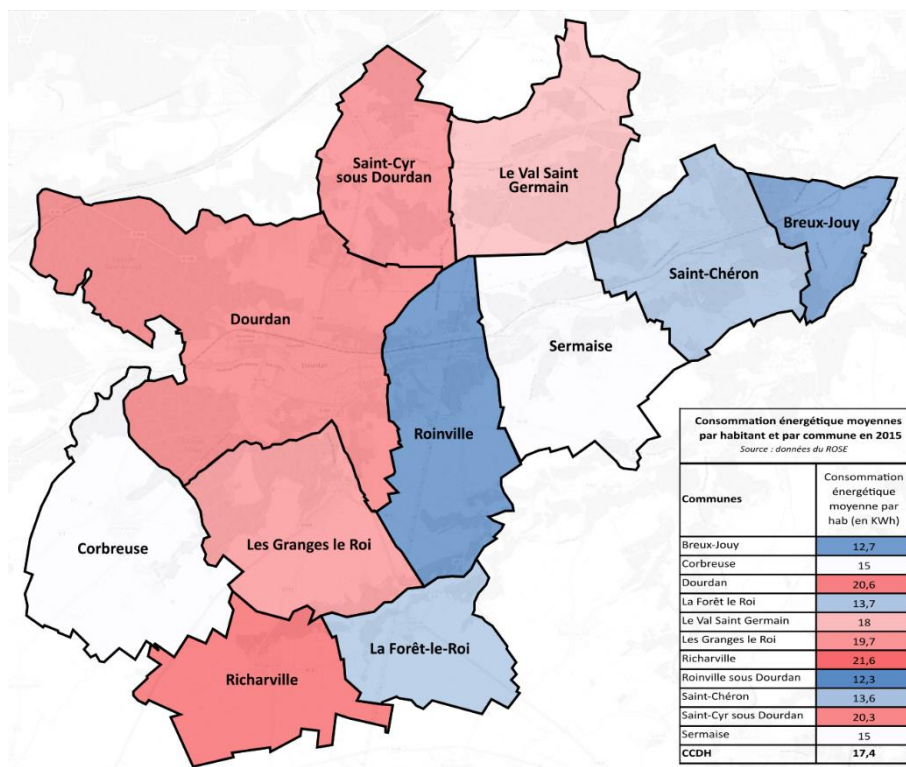 Saint-Cyr
sous Dourdan
Le Val Saint
Germain
Breux-Jouy
Saint-Chéron
Dourdan
Sermaise
Roinville
Corbreuse
Les Granges le Roi
La Forêt-le-Roi
Richarville
Consommation énergétique moyennes
par habitant et par commune en 2015
Source : données du ROSE
Communes
Consommation
énergétique
moyenne par
hab (en KWh)
Breux-Jouy 12,7
Corbreuse 15
Dourdan 20,6
La Forêt le Roi 13,7
Le Val Saint Germain 18
Les Granges le Roi 19,7
Richarville 21,6
Roinville sous Dourdan 12,3
Saint-Chéron 13,6
Saint-Cyr sous Dourdan 20,3
Sermaise 15
CCDH 17,4